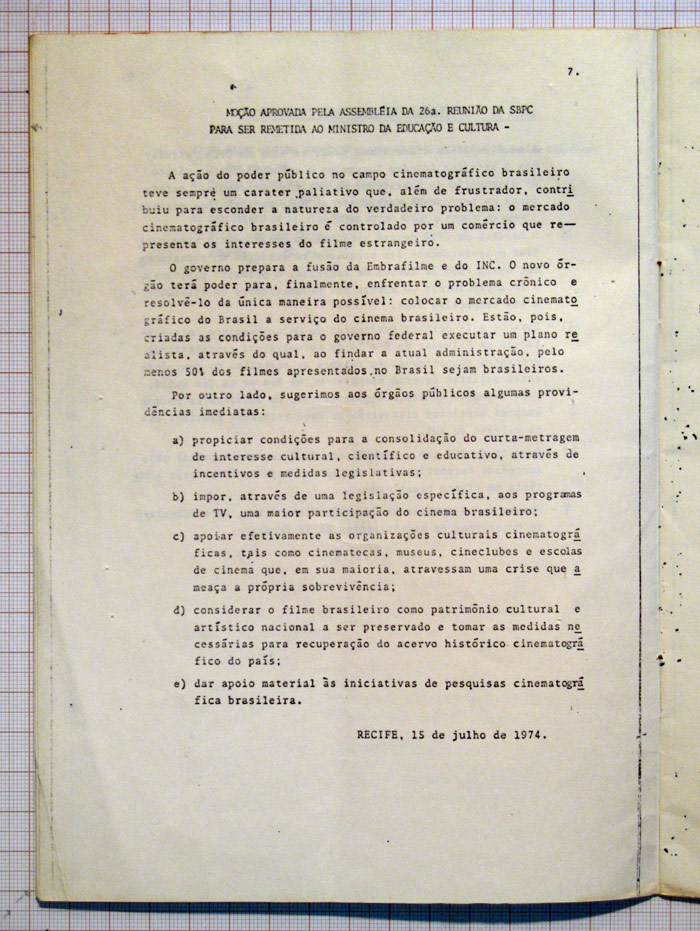 7.
MOÇÃO APROVADA PELA ASSEMBLÉIA DA 26a. REUNIÃO DA SBPC
PARA SER REMETIDA AO MINISTRO DA EDUCAÇÃO E CULTURA -
A ação do poder público no campo cinematográfico brasileiro
teve sempre um carater paliativo que, além de frustrador, contri
buiu para esconder a natureza do verdadeiro problema: o mercado
cinematográfico brasileiro é controlado por um comércio que re-
presenta os interesses do filme estrangeiro.
O governo prepara a fusão da Embrafilme e do INC. O novo ór-
gão terá poder para, finalmente, enfrentar o problema crônico e
resolvê-lo da única maneira possível: colocar o mercado cinemato
gráfico do Brasil a serviço do cinema brasileiro. Estão, pois,
criadas as condições para o governo federal executar um plano re
alista, através do qual, ao findar a atual administração, pelo
menos 50% dos filmes apresentados no Brasil sejam brasileiros.
Por outro lado, sugerimos aos órgãos públicos algumas provi-
dências imediatas:
a) propiciar condições para a consolidação do curta-metragem
de interesse cultural, científico e educativo, através de
incentivos e medidas legislativas;
b) impor, através de uma legislação específica, aos programas
de TV, uma maior participação do cinema brasileiro;
c) apoiar efetivamente as organizações culturais cinematográ
ficas, tais como cinematecas, museus, cineclubes e escolas
de cinema que, em sua maioria, atravessam uma crise que a
meaça a própria sobrevivência;
d) considerar o filme brasileiro como patrimônio cultural e
artístico nacional a ser preservado e tomar as medidas ne
cessárias para recuperação do acervo histórico cinematográ
fico do país;
e) dar apoio material às iniciativas de pesquisas cinematográ
fica brasileira.
RECIFE, 15 de julho de 1974.